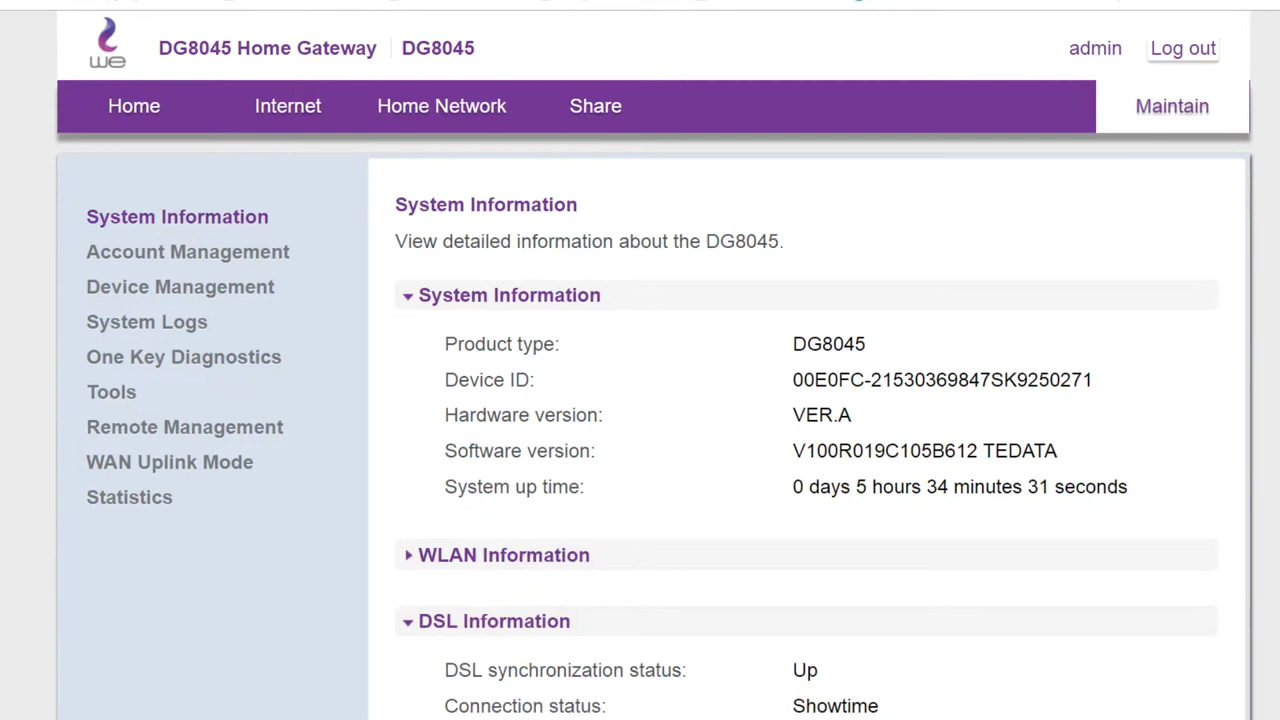 we
DG8045 Home Gateway DG8045 admin Log out
Home Internet Home Network Share Maintain
System Information
Account Management
Device Management
System Logs
One Key Diagnostics
Tools
Remote Management
WAN Uplink Mode
Statistics
System Information
View detailed information about the DG8045.
System Information
Product type: DG8045
Device ID: 00E0FC-21530369847SK9250271
Hardware version: VER.A
Software version: V100R019C105B612 TEDATA
System up time: 0 days 5 hours 34 minutes 31 seconds
WLAN Information
DSL Information
DSL synchronization status: Up
Connection status: Showtime